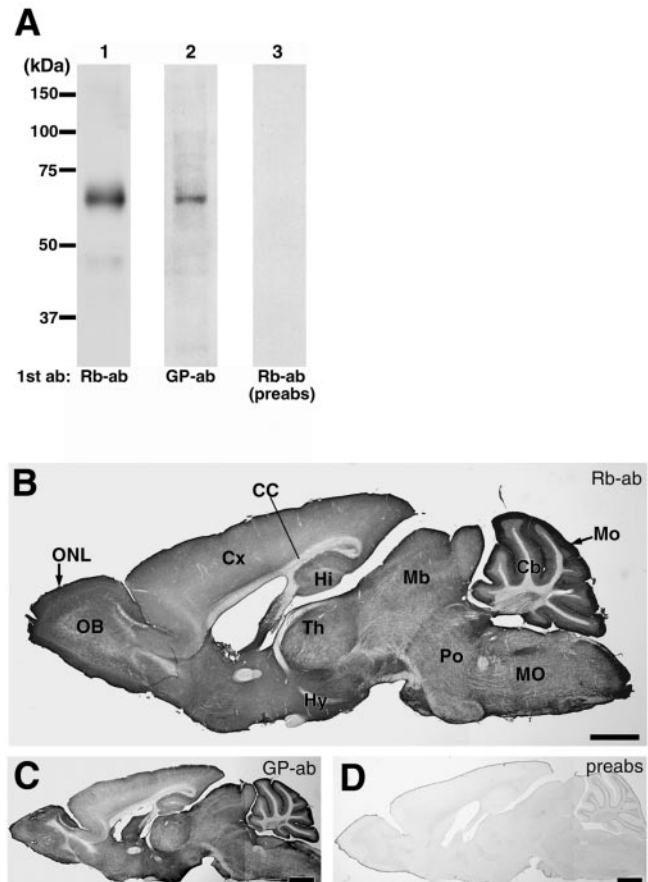 A
1 2 3
(kDa)
150
100
75
50
37
1st ab: Rb-ab GP-ab Rb-ab
(preabs)
B Rb-ab
CC
Mo
ONL
Cx
Cb
Hi
Mb
OB
Th
Po
MO
Hy
C GP-ab
D preabs